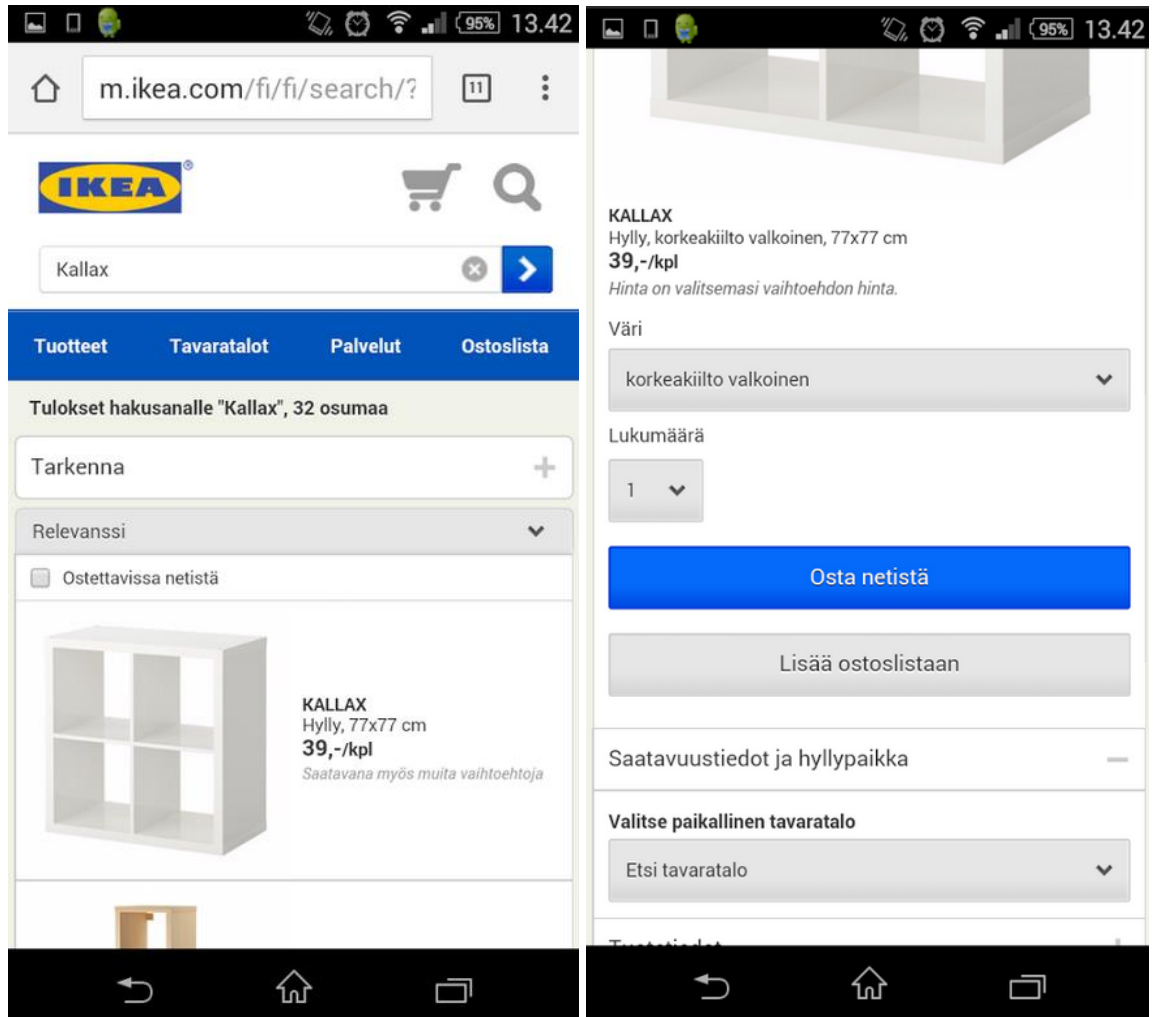 95% 13.42
m.ikea.com/fi/fi/search/?
11
IKEA®
Kallax
Tuotteet Tavaratalot Palvelut Ostoslista
Tulokset hakusanalle "Kallax", 32 osumaa
Tarkenna
Relevanssi
Ostettavissa netistä
KALLAX
Hylly, 77x77 cm
39,-/kpl
Saatavana myös muita vaihtoehtoja
95% 13.42
KALLAX
Hylly, korkeakiilto valkoinen, 77x77 cm
39,-/kpl
Hinta on valitsemasi vaihtoehdon hinta.
Väri
korkeakiilto valkoinen
Lukumäärä
1
Osta netistä
Lisää ostoslistaan
Saatavuustiedot ja hyllypaikka
Valitse paikallinen tavaratalo
Etsi tavaratalo